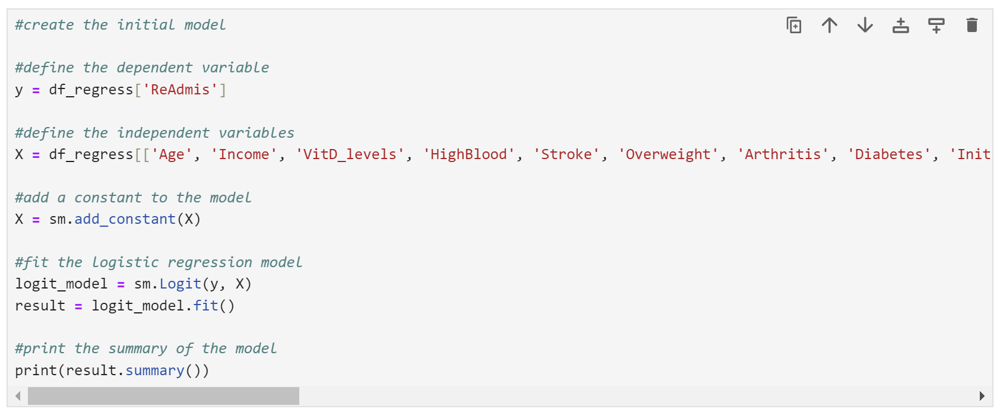 #create the initial model
#define the dependent variable
y = df_regress['ReAdmis']
#define the independent variables
X = df_regress[['Age', 'Income', 'VitD_levels', 'HighBlood', 'Stroke', 'Overweight', 'Arthritis', 'Diabetes', 'Init
#add a constant to the model
X = sm.add_constant(X)
#fit the logistic regression model
logit_model = sm.Logit(y, X)
result = logit_model.fit()
#print the summary of the model
print(result.summary())